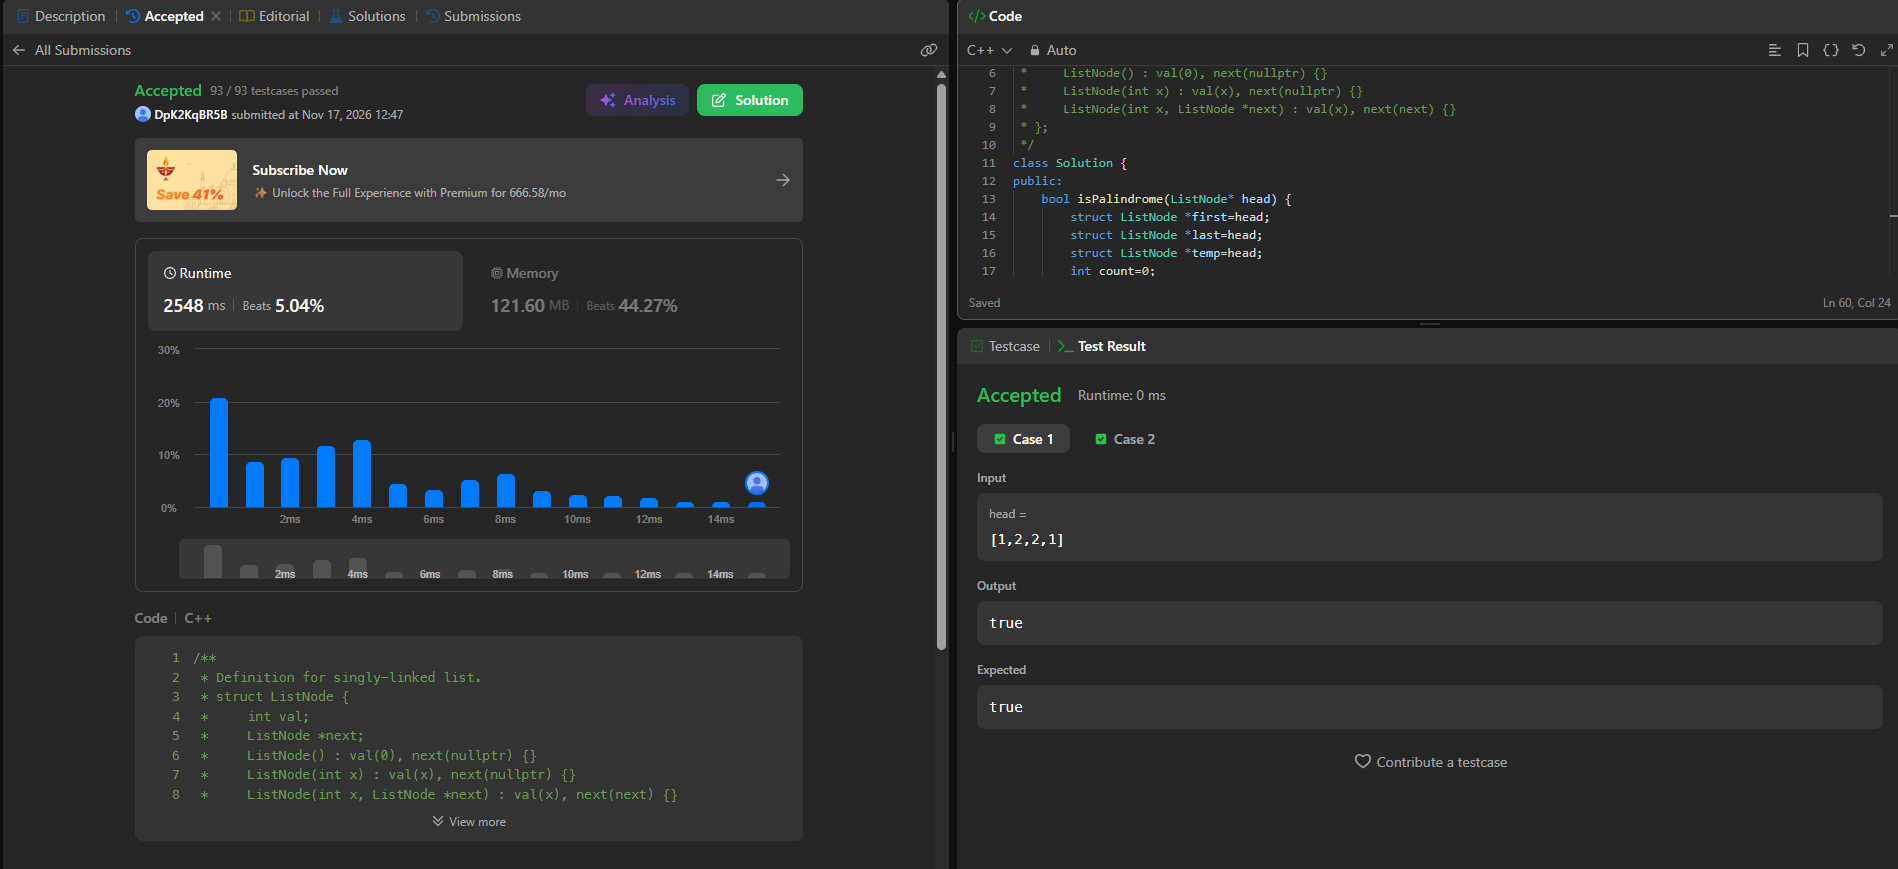 Description
Accepted
Editorial
Solutions
Submissions
All Submissions
Accepted 93 / 93 testcases passed
DpK2KqBR5B submitted at Nov 17, 2026 12:47
Analysis
Solution
Save 41%
Subscribe Now
Unlock the Full Experience with Premium for 666.58/mo
Runtime
2548 ms Beats 5.04%
Memory
121.60 MB Beats 44.27%
30%
20%
10%
0%
2ms 4ms 6ms 8ms 10ms 12ms 14ms
2ms 4ms 6ms 8ms 10ms 12ms 14ms
Code C++
1 /**
2 * Definition for singly-linked list.
3 * struct ListNode {
4 * int val;
5 * ListNode *next;
6 * ListNode() : val(0), next(nullptr) {}
7 * ListNode(int x) : val(x), next(nullptr) {}
8 * ListNode(int x, ListNode *next) : val(x), next(next) {}
View more
</> Code
C++ Auto
6 * ListNode() : val(0), next(nullptr) {}
7 * ListNode(int x) : val(x), next(nullptr) {}
8 * ListNode(int x, ListNode *next) : val(x), next(next) {}
9 * };
10 */
11 class Solution {
12 public:
13 bool isPalindrome(ListNode* head) {
14 struct ListNode *first=head;
15 struct ListNode *last=head;
16 struct ListNode *temp=head;
17 int count=0;
Saved
Ln 60, Col 24
Testcase
Test Result
Accepted Runtime: 0 ms
Case 1
Case 2
Input
head =
[1,2,2,1]
Output
true
Expected
true
Contribute a testcase